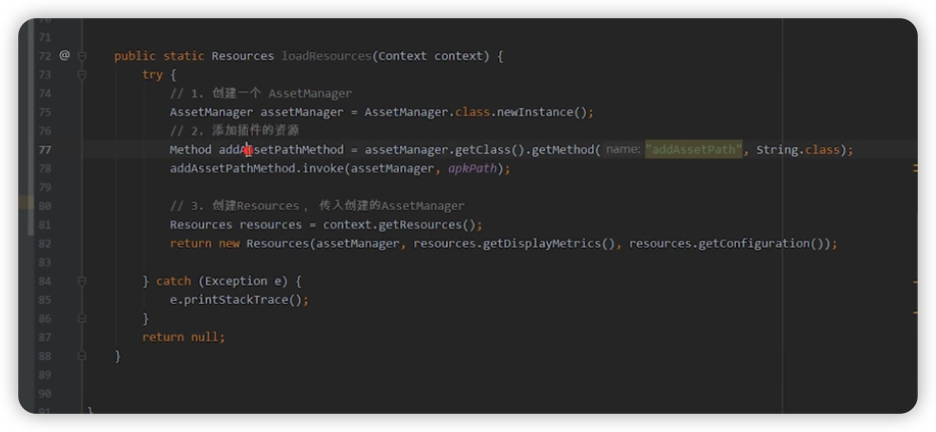 71
72 @ public static Resources loadResources(Context context) {
73 try {
74 // 1. 创建一个 AssetManager
75 AssetManager assetManager = AssetManager.class.newInstance();
76 // 2. 添加插件的资源
77 Method addAssetPathMethod = assetManager.getClass().getMethod( name: "addAssetPath", String.class);
78 addAssetPathMethod.invoke(assetManager, apkPath);
79
80 // 3. 创建Resources ，传入创建的AssetManager
81 Resources resources = context.getResources();
82 return new Resources(assetManager, resources.getDisplayMetrics(), resources.getConfiguration());
83
84 } catch (Exception e) {
85 e.printStackTrace();
86 }
87 return null;
88 }
89
90
91 }